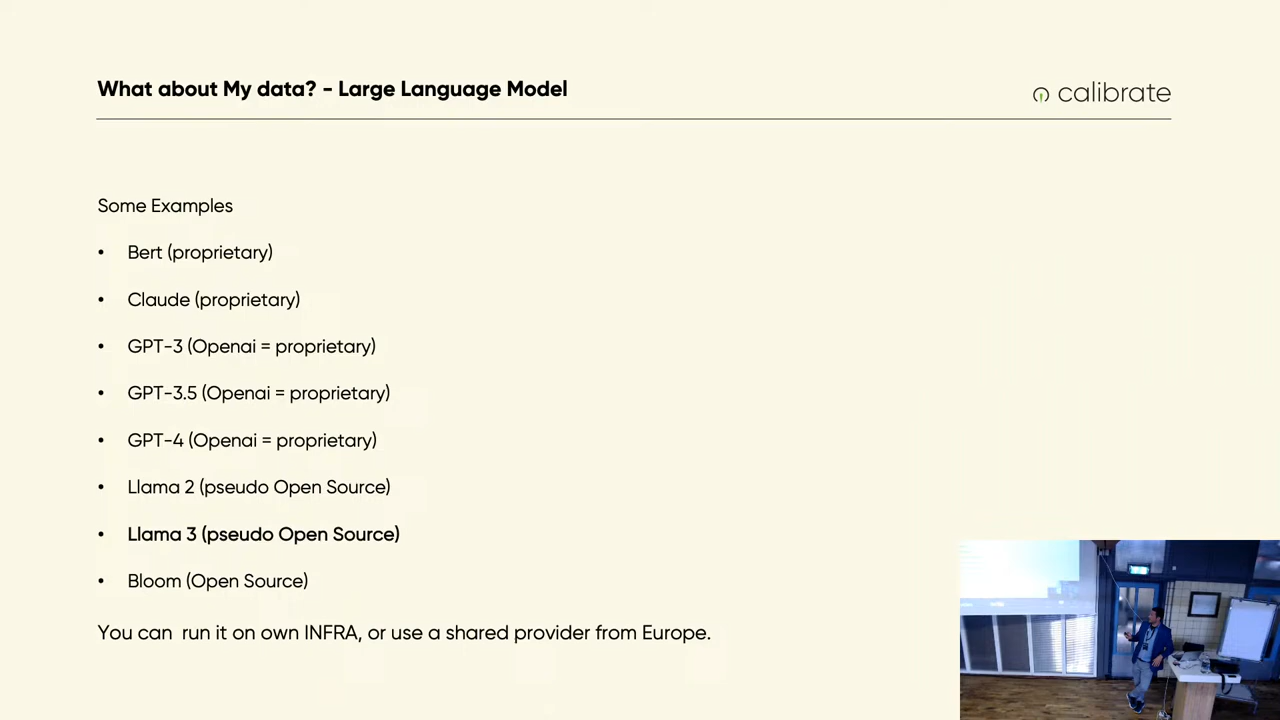 What about My data? - Large Language Model
calibrate
Some Examples
• Bert (proprietary)
• Claude (proprietary)
• GPT-3 (Openai = proprietary)
• GPT-3.5 (Openai = proprietary)
• GPT-4 (Openai = proprietary)
• Llama 2 (pseudo Open Source)
• Llama 3 (pseudo Open Source)
• Bloom (Open Source)
You can run it on own INFRA, or use a shared provider from Europe.